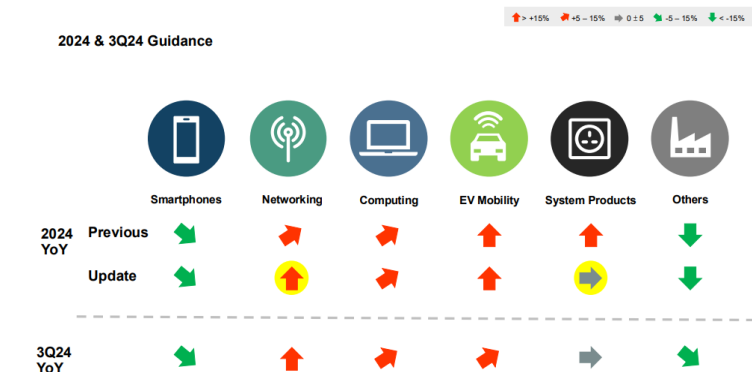 > +15% +5 – 15% 0±5 -5 – 15% < -15%
2024 & 3Q24 Guidance
Smartphones Networking Computing EV Mobility System Products Others
2024 Previous
YoY
Update
3Q24
YoY